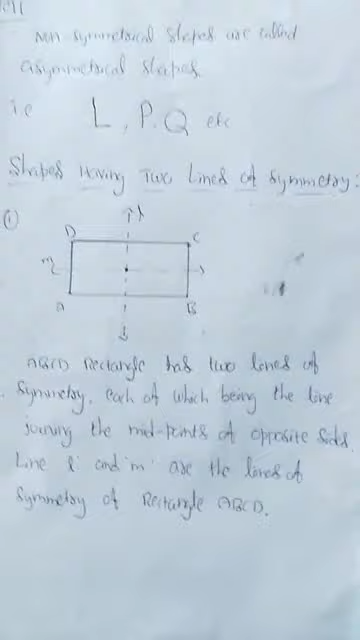 Non symmetrical shapes are called
asymmetrical shapes
i.e L, P, Q etc
Shapes Having Two Lines of Symmetry:
①
D C
m
A B
ABCD Rectangle has two lines of
Symmetry, each of which being the line
joining the mid-points of opposite sids.
Line l' and 'm' are the lines of
Symmetry of Rectangle ABCD.